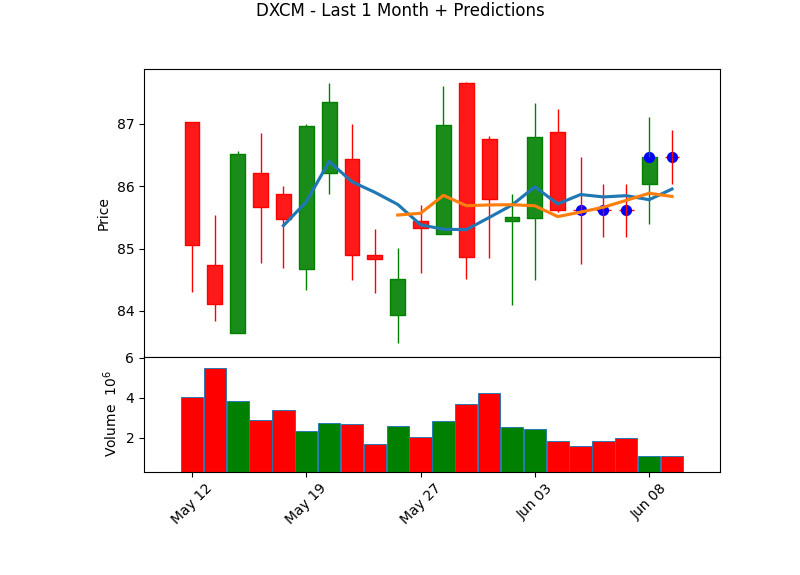 DXCM - Last 1 Month + Predictions
87
86
85
84
Price
6
4
2
Volume 10^6
May 12
May 19
May 27
Jun 03
Jun 08